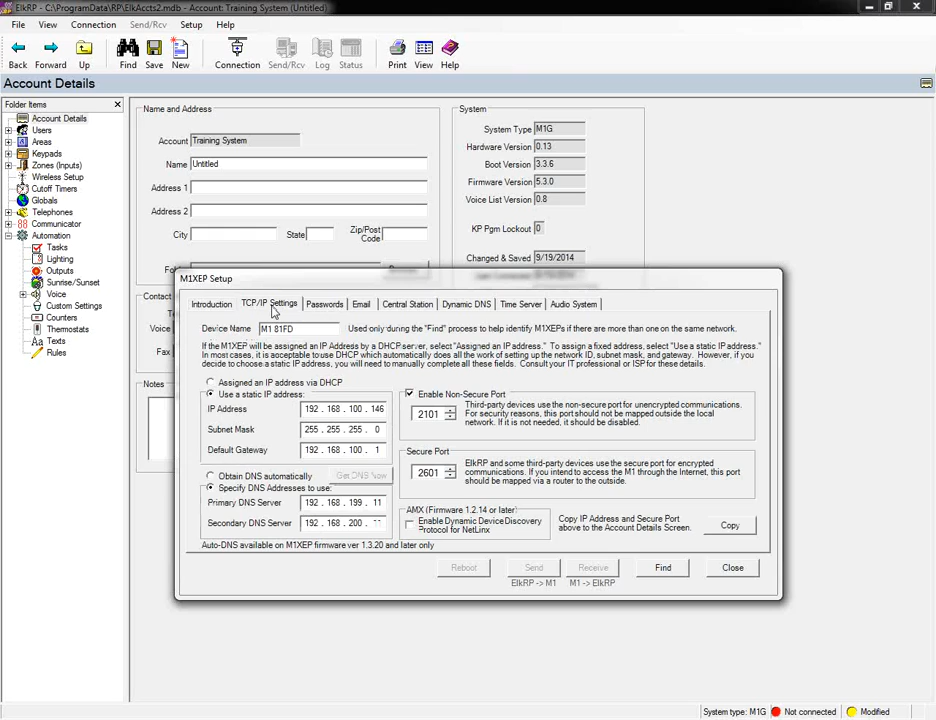 ElkRP - C:\ProgramData\RP\ElkAccts2.mdb - Account: Training System (Untitled)
File View Connection Send/Rcv Setup Help
Back Forward Up Find Save New Connection Send/Rcv Log Status Print View Help
Account Details
Folder Items
Account Details
Users
Areas
Keypads
Zones (Inputs)
Wireless Setup
Cutoff Timers
Globals
Telephones
Communicator
Automation
Tasks
Lighting
Outputs
Sunrise/Sunset
Voice
Custom Settings
Counters
Thermostats
Texts
Rules
Name and Address
Account Training System
Name Untitled
Address 1
Address 2
City State Zip/Post Code
Contact
Voice
Fax
Notes
System
System Type M1G
Hardware Version 0.13
Boot Version 3.3.6
Firmware Version 5.3.0
Voice List Version 0.8
KP Pgm Lockout 0
Changed & Saved 9/19/2014
M1XEP Setup
Introduction TCP/IP Settings Passwords Email Central Station Dynamic DNS Time Server Audio System
Device Name M1 81FD Used only during the "Find" process to help identify M1XEPs if there are more than one on the same network.
If the M1XEP will be assigned an IP Address by a DHCP server, select "Assigned an IP address." To assign a fixed address, select "Use a static IP address."
In most cases, it is acceptable to use DHCP which automatically does all the work of setting up the network ID, subnet mask, and gateway. However, if you
decide to choose a static IP address, you will need to manually complete all these fields. Consult your IT professional or ISP for these details.
Assigned an IP address via DHCP
Use a static IP address:
IP Address 192 . 168 . 100 . 146
Subnet Mask 255 . 255 . 255 . 0
Default Gateway 192 . 168 . 100 . 1
Obtain DNS automatically Get DNS Now
Specify DNS Addresses to use:
Primary DNS Server 192 . 168 . 199 . 11
Secondary DNS Server 192 . 168 . 200 .
Auto-DNS available on M1XEP firmware ver 1.3.20 and later only
Enable Non-Secure Port
2101
Third-party devices use the non-secure port for unencrypted communications.
For security reasons, this port should not be mapped outside the local
network. If it is not needed, it should be disabled.
Secure Port
2601
ElkRP and some third-party devices use the secure port for encrypted
communications. If you intend to access the M1 through the Internet, this port
should be mapped via a router to the outside.
AMX (Firmware 1.2.14 or later)
Enable Dynamic Device Discovery
Protocol for NetLinx
Copy IP Address and Secure Port
above to the Account Details Screen.
Copy
Reboot Send Receive Find Close
ElkRP -> M1 M1 -> ElkRP
System type: M1G Not connected Modified